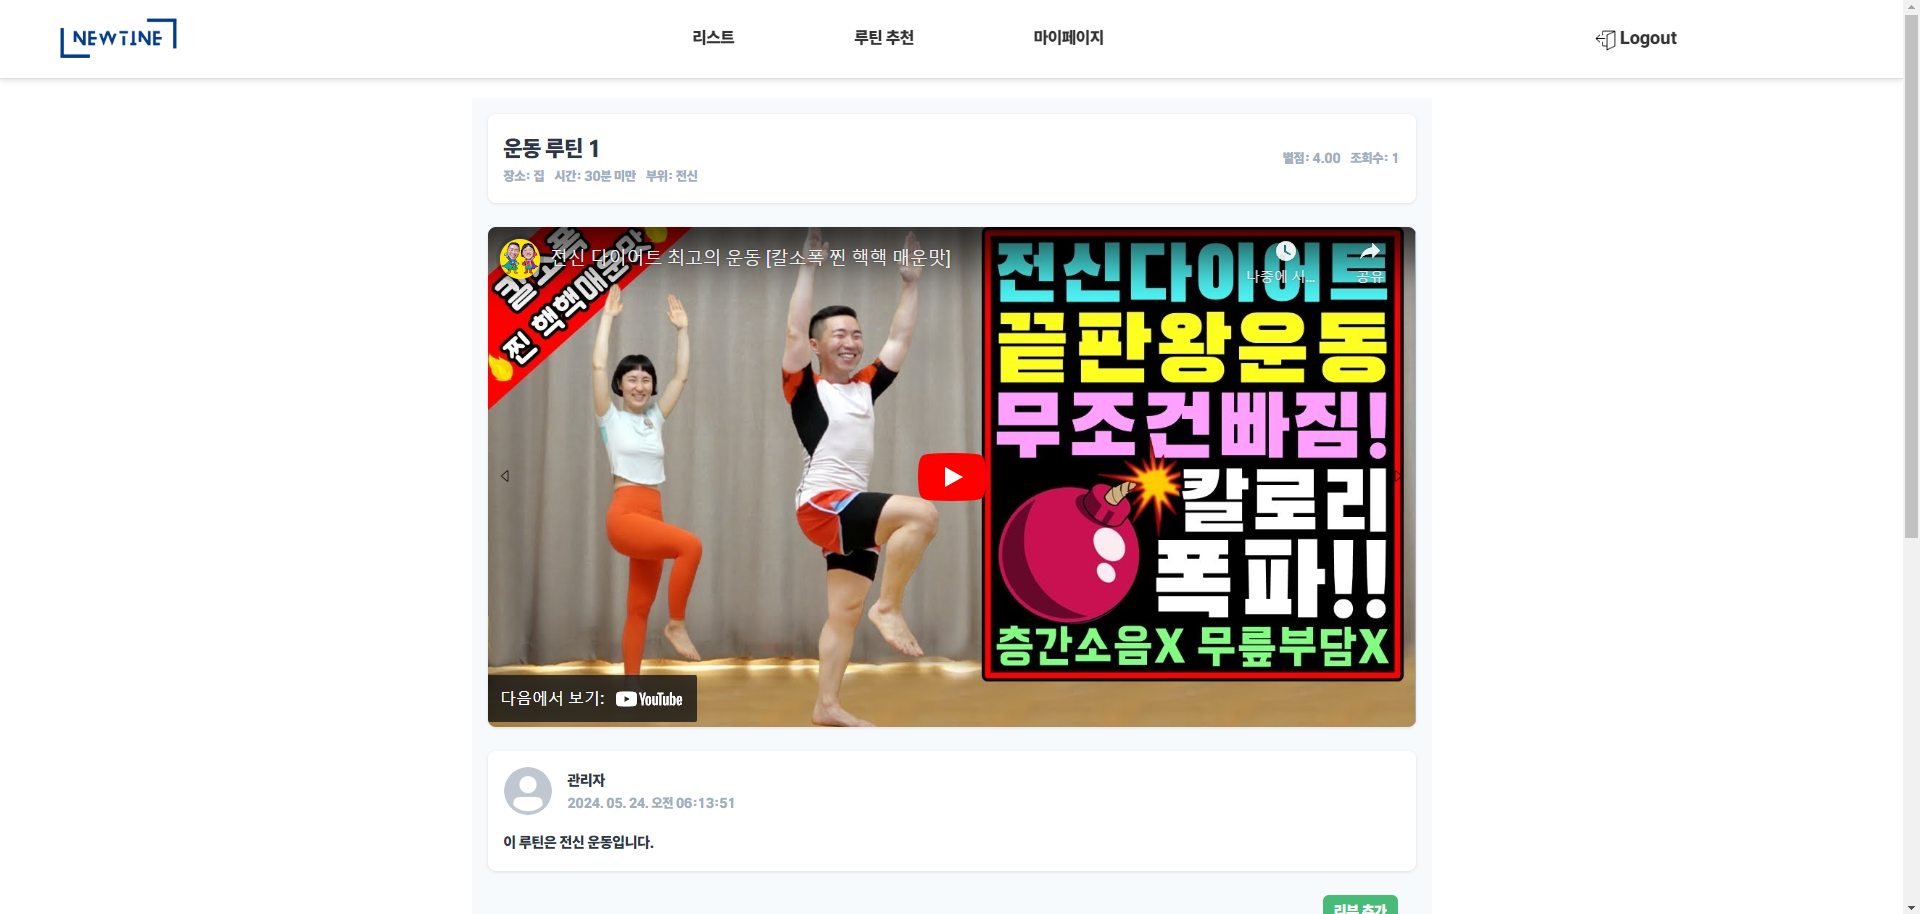 NEWTINE
리스트
루틴 추천
마이페이지
Logout
운동 루틴 1
장소: 집 시간: 30분 미만 부위: 전신
별점: 4.00 조회수: 1
전신 다이어트 최고의 운동 [칼소폭 찐 핵핵 매운맛]
나중에 시...
공유
칼소폭
찐 핵핵매운맛
전신다이어트
끝판왕운동
무조건빠짐!
칼로리
폭파!!
층간소음X 무릎부담X
다음에서 보기: YouTube
관리자
2024. 05. 24. 오전 06:13:51
이 루틴은 전신 운동입니다.
리뷰 추가